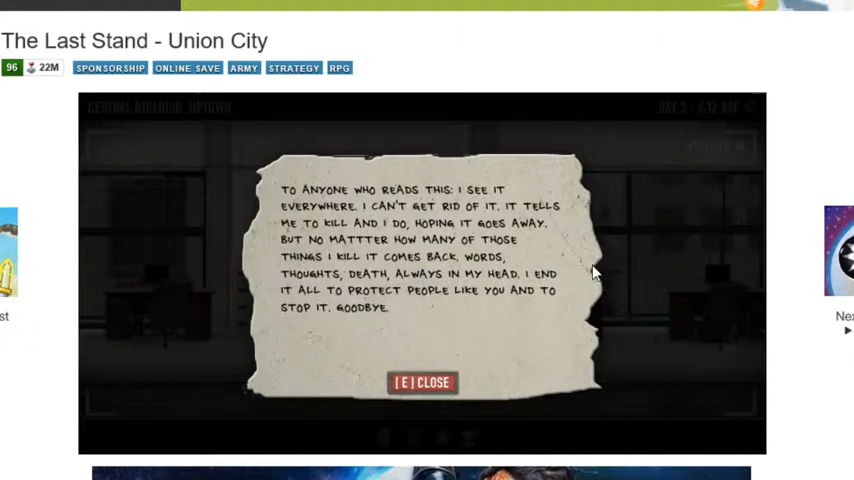 The Last Stand - Union City
96 22M SPONSORSHIP ONLINE SAVE ARMY STRATEGY RPG
TO ANYONE WHO READS THIS: I SEE IT
EVERYWHERE. I CAN'T GET RID OF IT. IT TELLS
ME TO KILL AND I DO, HOPING IT GOES AWAY.
BUT NO MATTTER HOW MANY OF THOSE
THINGS I KILL IT COMES BACK. WORDS,
THOUGHTS, DEATH, ALWAYS IN MY HEAD. I END
IT ALL TO PROTECT PEOPLE LIKE YOU AND TO
STOP IT. GOODBYE.
[E] CLOSE